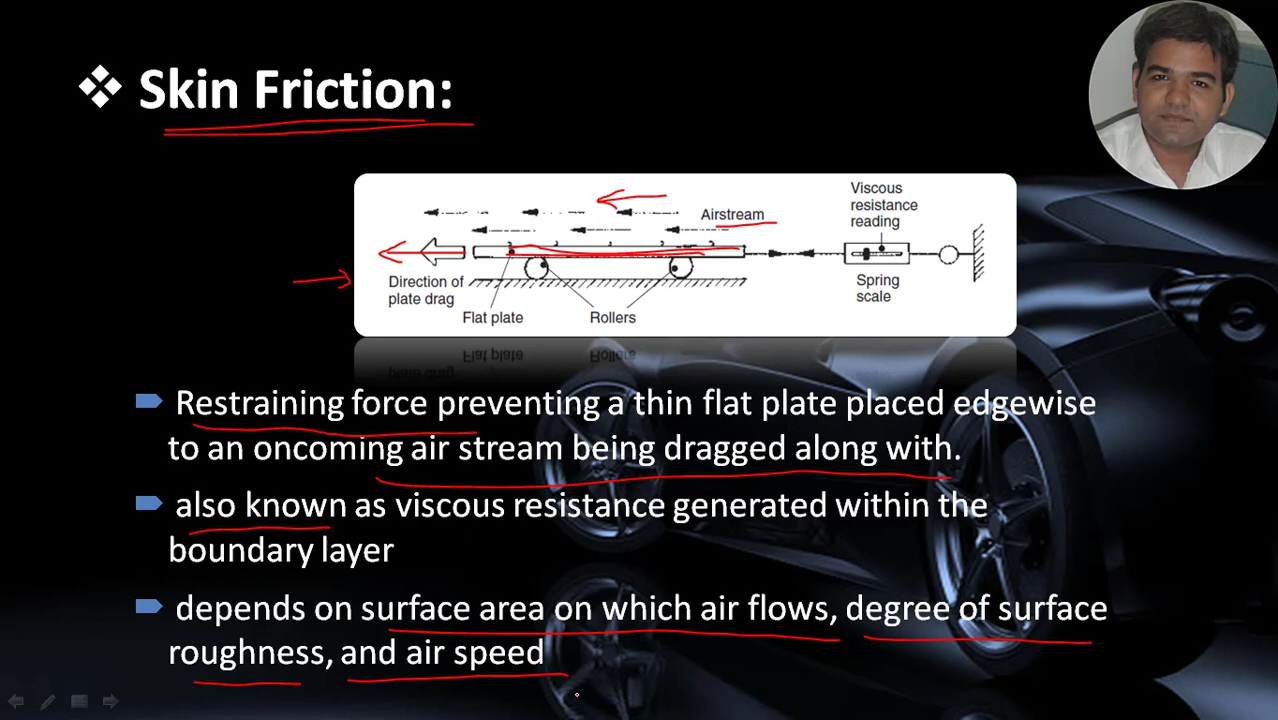 ❖ Skin Friction:
Viscous
resistance
reading
Airstream
Direction of
plate drag
Spring
scale
Flat plate
Rollers
Restraining force preventing a thin flat plate placed edgewise
to an oncoming air stream being dragged along with.
also known as viscous resistance generated within the
boundary layer
depends on surface area on which air flows, degree of surface
roughness, and air speed